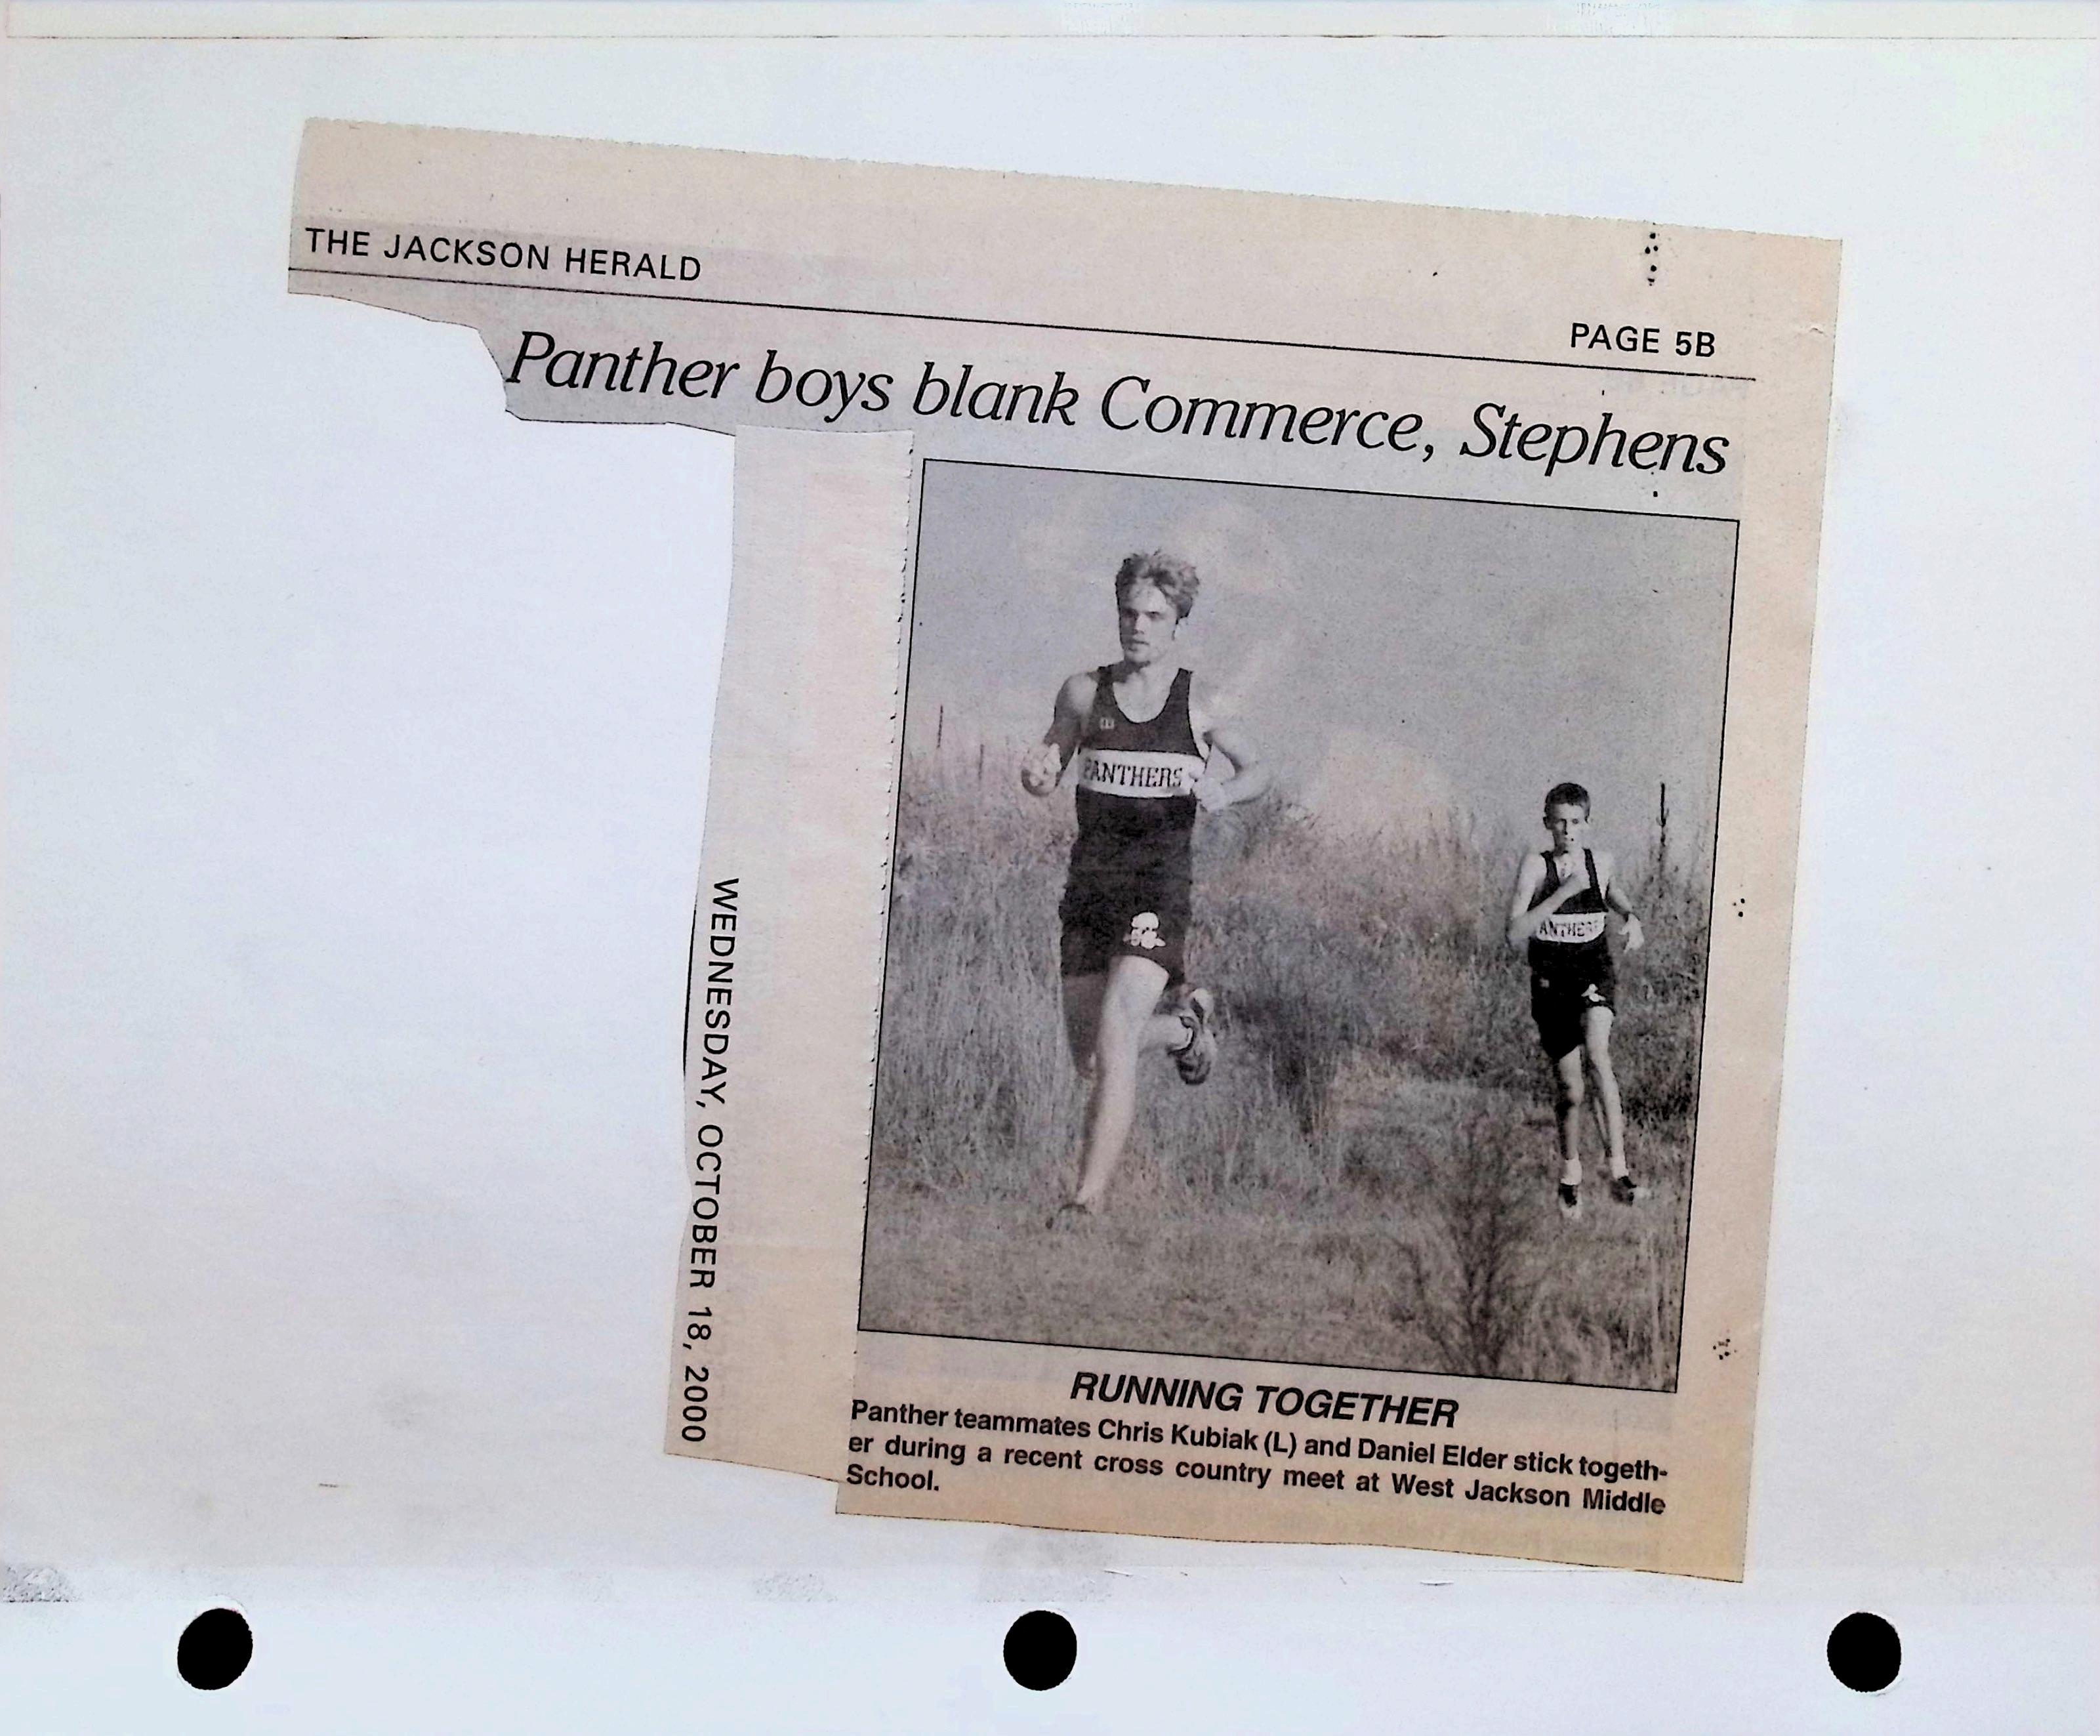 THE JACKSON HERALD
PAGE 5B
Panther boys blank Commerce, Stephens
PANTHERS
ANTHERS
WEDNESDAY, OCTOBER 18, 2000
RUNNING TOGETHER
Panther teammates Chris Kubiak (L) and Daniel Elder stick togeth-
er during a recent cross country meet at West Jackson Middle
School.